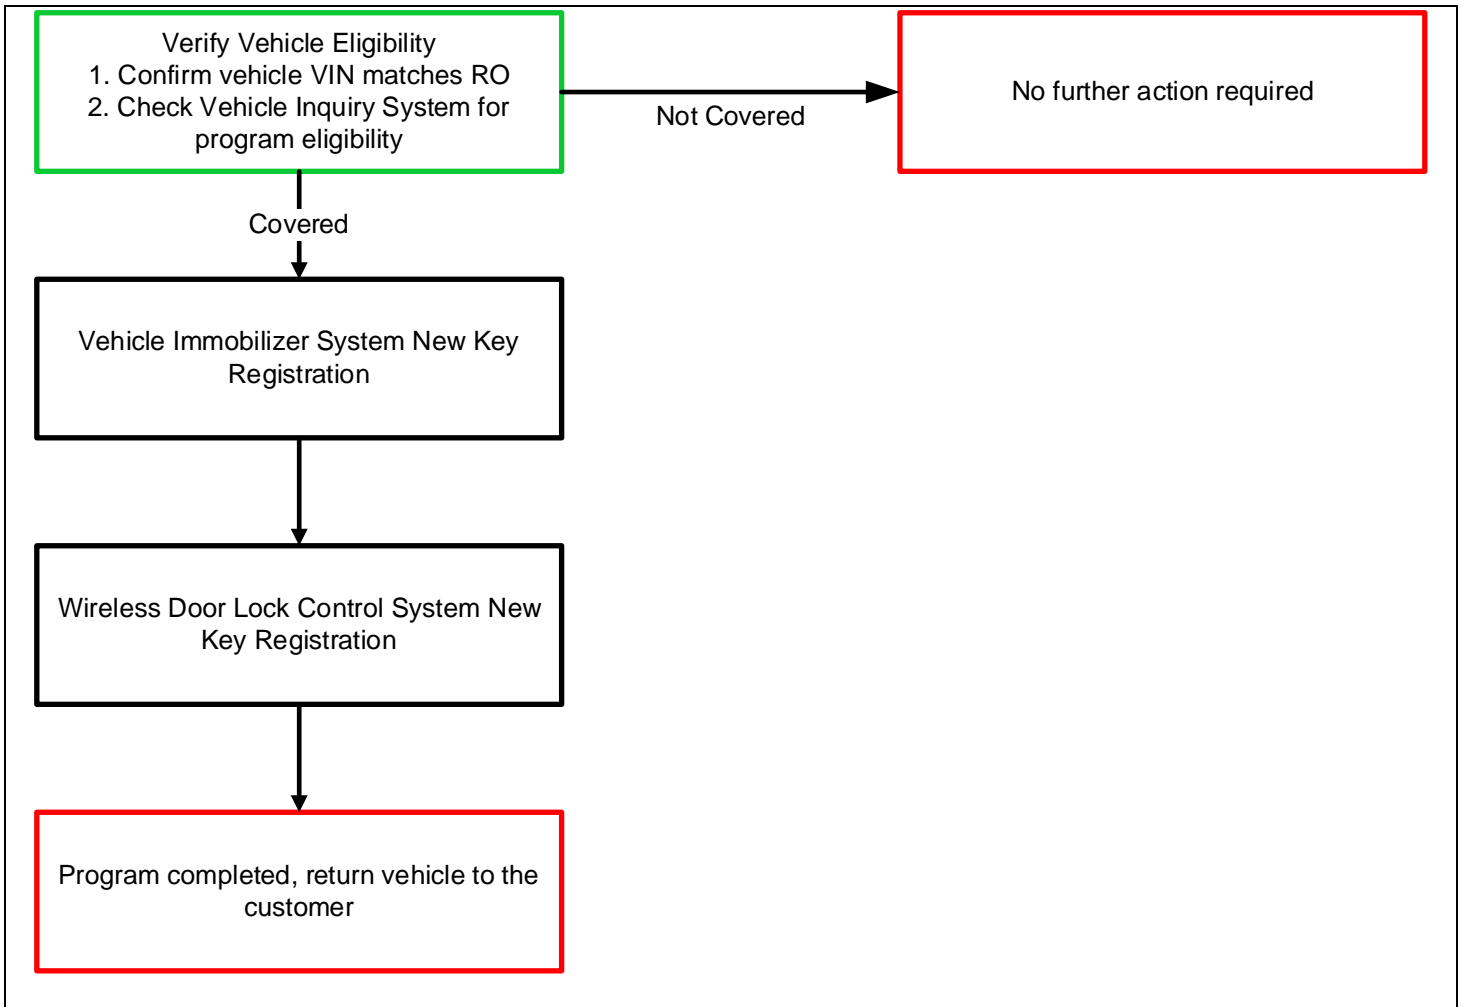 Verify Vehicle Eligibility
1. Confirm vehicle VIN matches RO
2. Check Vehicle Inquiry System for
program eligibility
Not Covered
No further action required
Covered
Vehicle Immobilizer System New Key
Registration
Wireless Door Lock Control System New
Key Registration
Program completed, return vehicle to the
customer